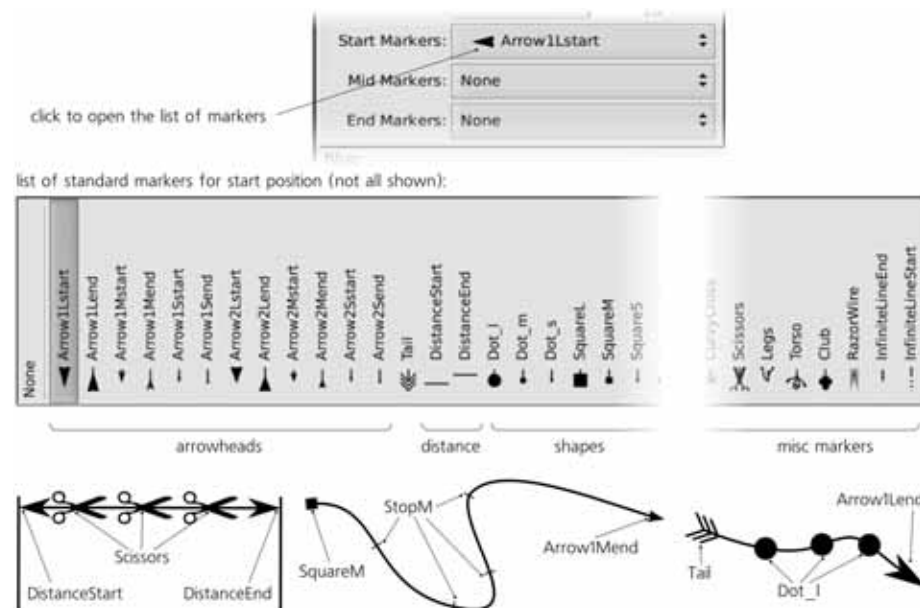 Start Markers: Arrow1Lstart
Mid Markers: None
click to open the list of markers
End Markers: None
list of standard markers for start position (not all shown):
None
Arrow1Lstart
Arrow1Lend
Arrow1Mstart
Arrow1Mend
Arrow1Sstart
Arrow1Send
Arrow2Lstart
Arrow2Lend
Arrow2Mstart
Arrow2Mend
Arrow2Sstart
Arrow2Send
Tail
DistanceStart
DistanceEnd
Dot_l
Dot_m
Dot_s
SquareL
SquareM
SquareS
CurvyCross
Scissors
Legs
Torso
Club
RazorWire
InfiniteLineEnd
InfiniteLineStart
arrowheads
distance
shapes
misc markers
Scissors
DistanceStart
DistanceEnd
SquareM
StopM
Arrow1Mend
Tail
Dot_l
Arrow1Lend